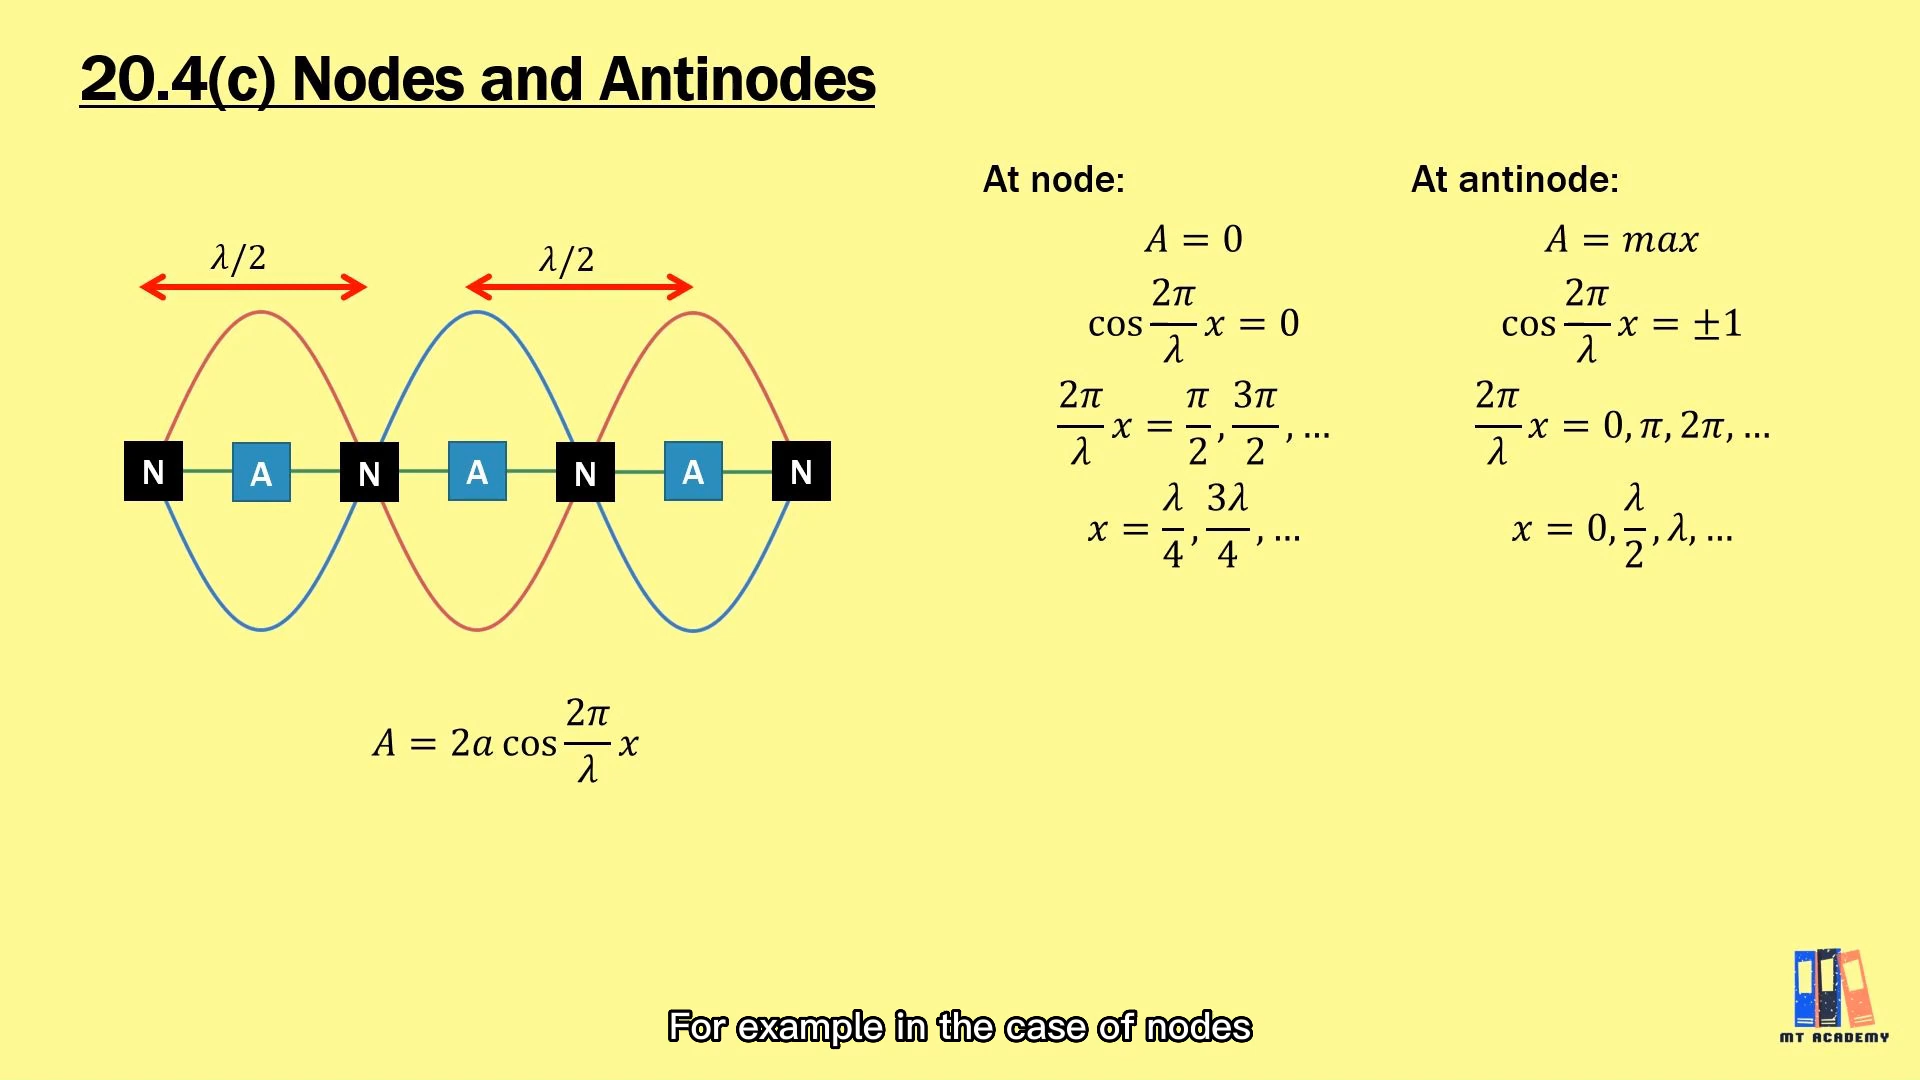 20.4(c) Nodes and Antinodes
λ/2 λ/2
N A N A N A N
A = 2a cos 2π/λ x
At node:
A = 0
cos 2π/λ x = 0
2π/λ x = π/2, 3π/2, ...
x = λ/4, 3λ/4, ...
At antinode:
A = max
cos 2π/λ x = ±1
2π/λ x = 0, π, 2π, ...
x = 0, λ/2, λ, ...
For example in the case of nodes
MT ACADEMY